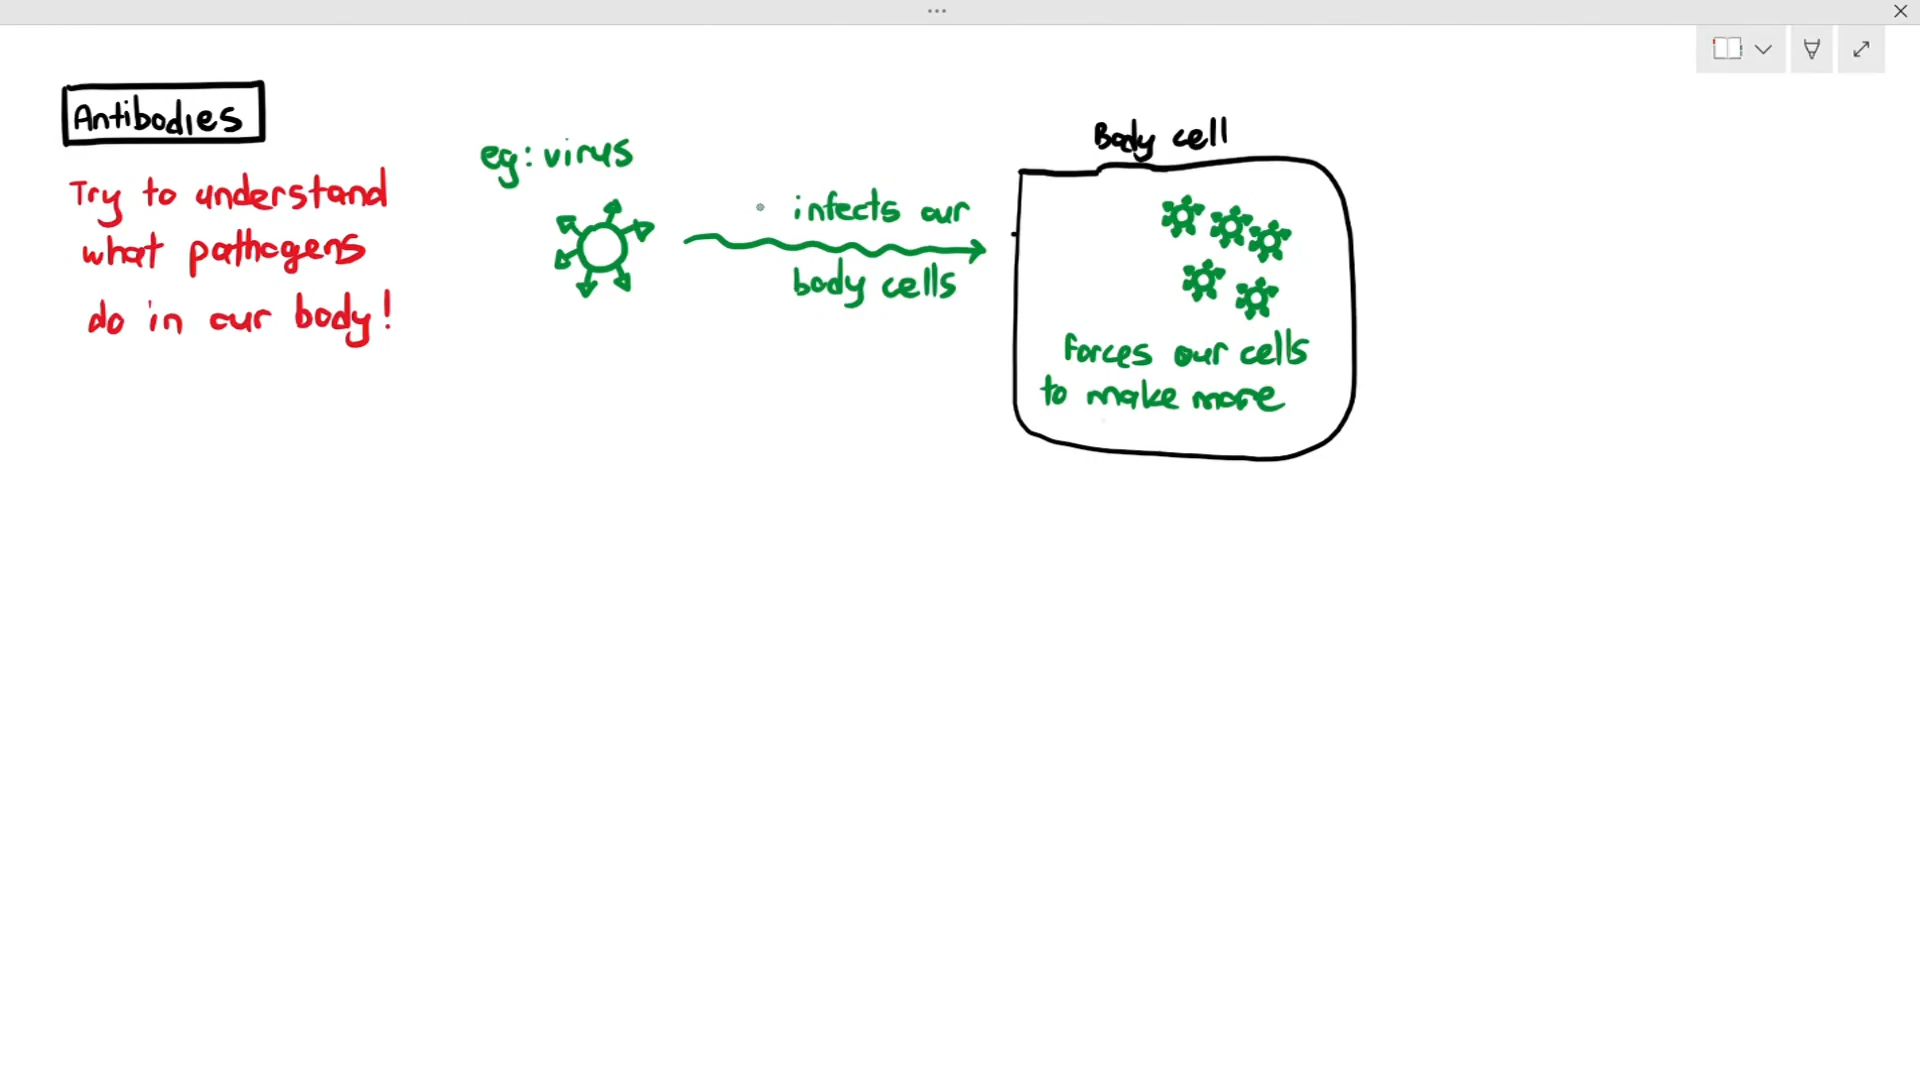 Antibodies
Try to understand
what pathogens
do in our body!
eg: virus
infects our
body cells
Body cell
forces our cells
to make more